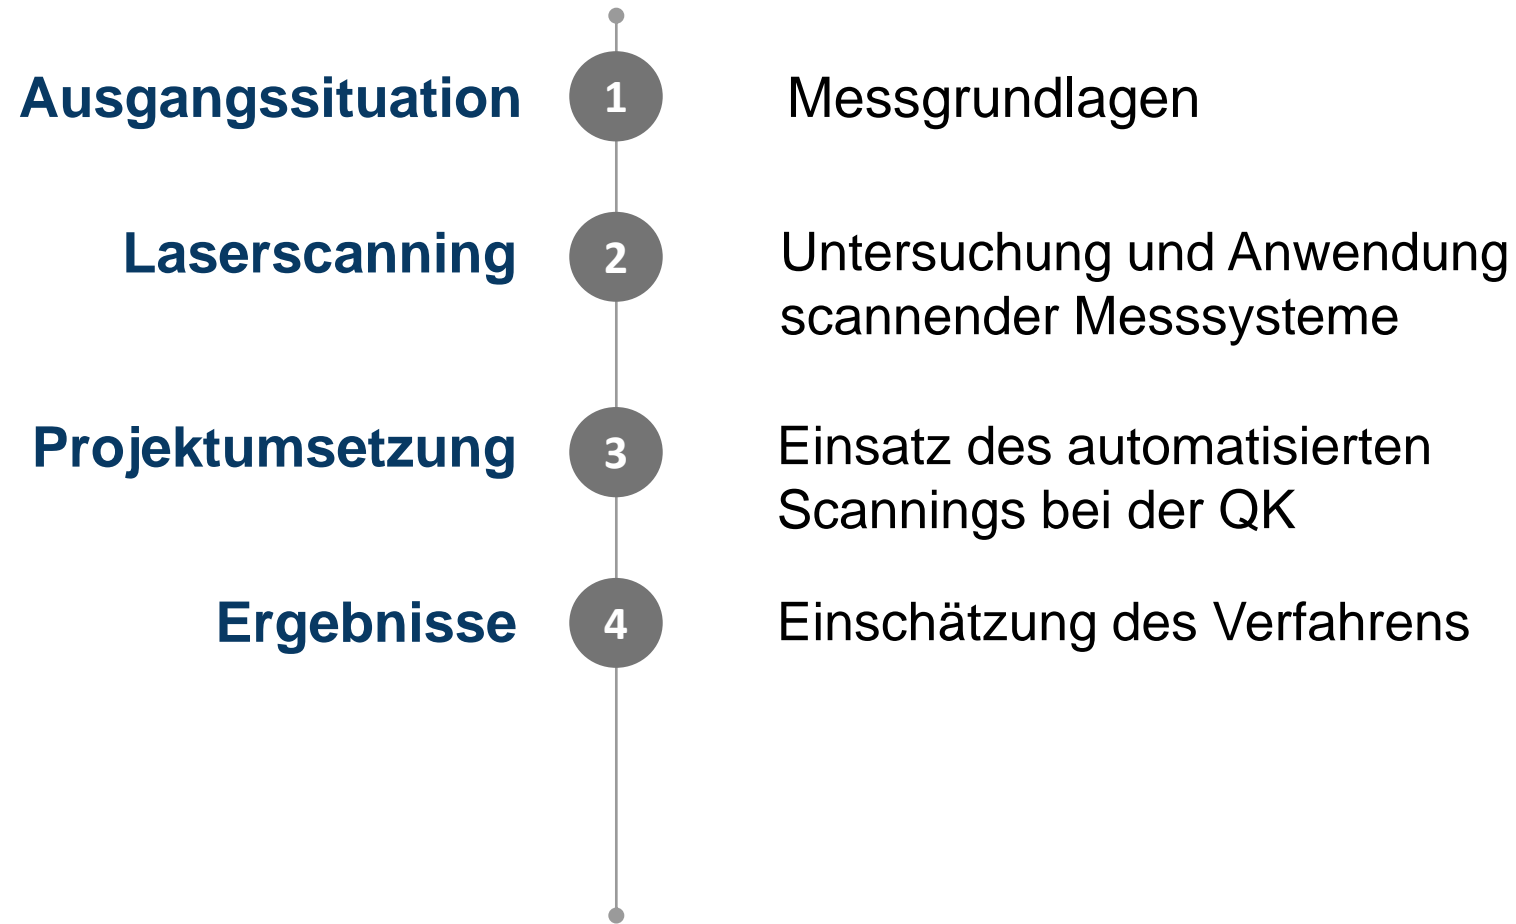 Ausgangssituation 1 Messgrundlagen
Laserscanning 2 Untersuchung und Anwendung
scannender Messsysteme
Projektumsetzung 3 Einsatz des automatisierten
Scannings bei der QK
Ergebnisse 4 Einschätzung des Verfahrens